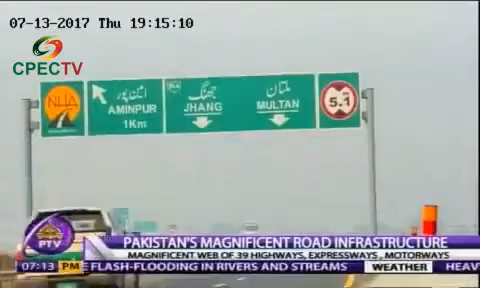 07-13-2017 Thu 19:15:10
CPECTV
NHA
امین پور
AMINPUR
1Km
M-4
جھنگ
JHANG
ملتان
MULTAN
5.1
PTV
PAKISTAN'S MAGNIFICENT ROAD INFRASTRUCTURE
MAGNIFICENT WEB OF 39 HIGHWAYS, EXPRESSWAYS, MOTORWAYS
07:13 PM FLASH-FLOODING IN RIVERS AND STREAMS WEATHER HEAV